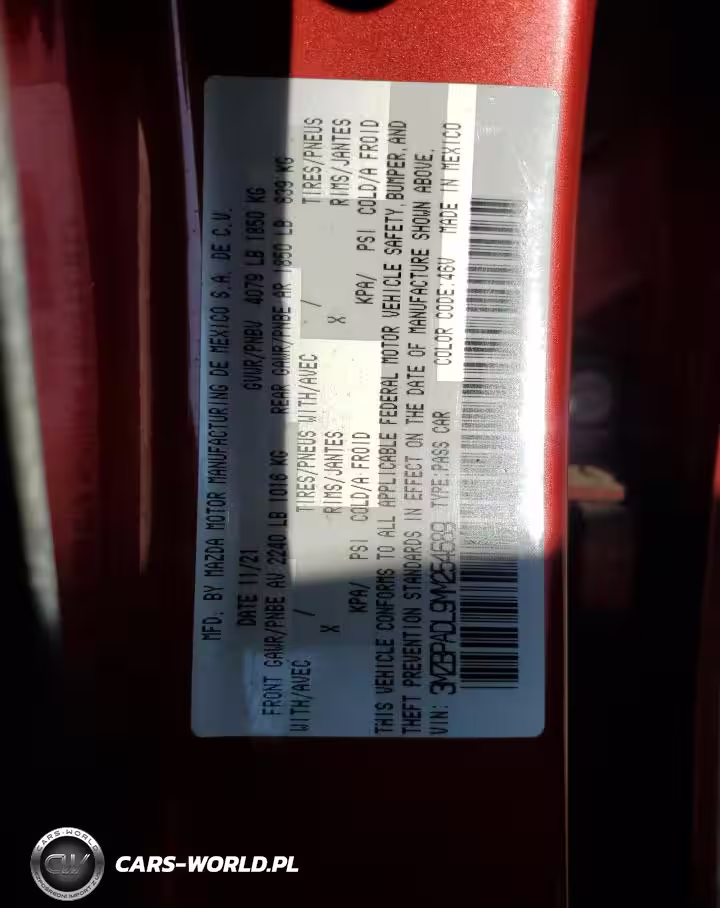 MFD. BY MAZDA MOTOR MANUFACTURING DE MEXICO S.A. DE C.V.
DATE 11/21 GVWR/PNBV 4079 LB 1850 KG
FRONT GAWR/PNBE AV 2240 LB 1016 KG REAR GAWR/PNBE AR 1850 LB 839 KG
WITH/AVEC / TIRES/PNEUS WITH/AVEC / TIRES/PNEUS
X RIMS/JANTES X RIMS/JANTES
KPA/ PSI COLD/A FROID KPA/ PSI COLD/A FROID
THIS VEHICLE CONFORMS TO ALL APPLICABLE FEDERAL MOTOR VEHICLE SAFETY, BUMPER, AND
THEFT PREVENTION STANDARDS IN EFFECT ON THE DATE OF MANUFACTURE SHOWN ABOVE.
VIN: 3MZBPADL9NM254689 TYPE:PASS CAR COLOR CODE:46V MADE IN MEXICO
CARS-WORLD
CW
CARS-WORLD.PL